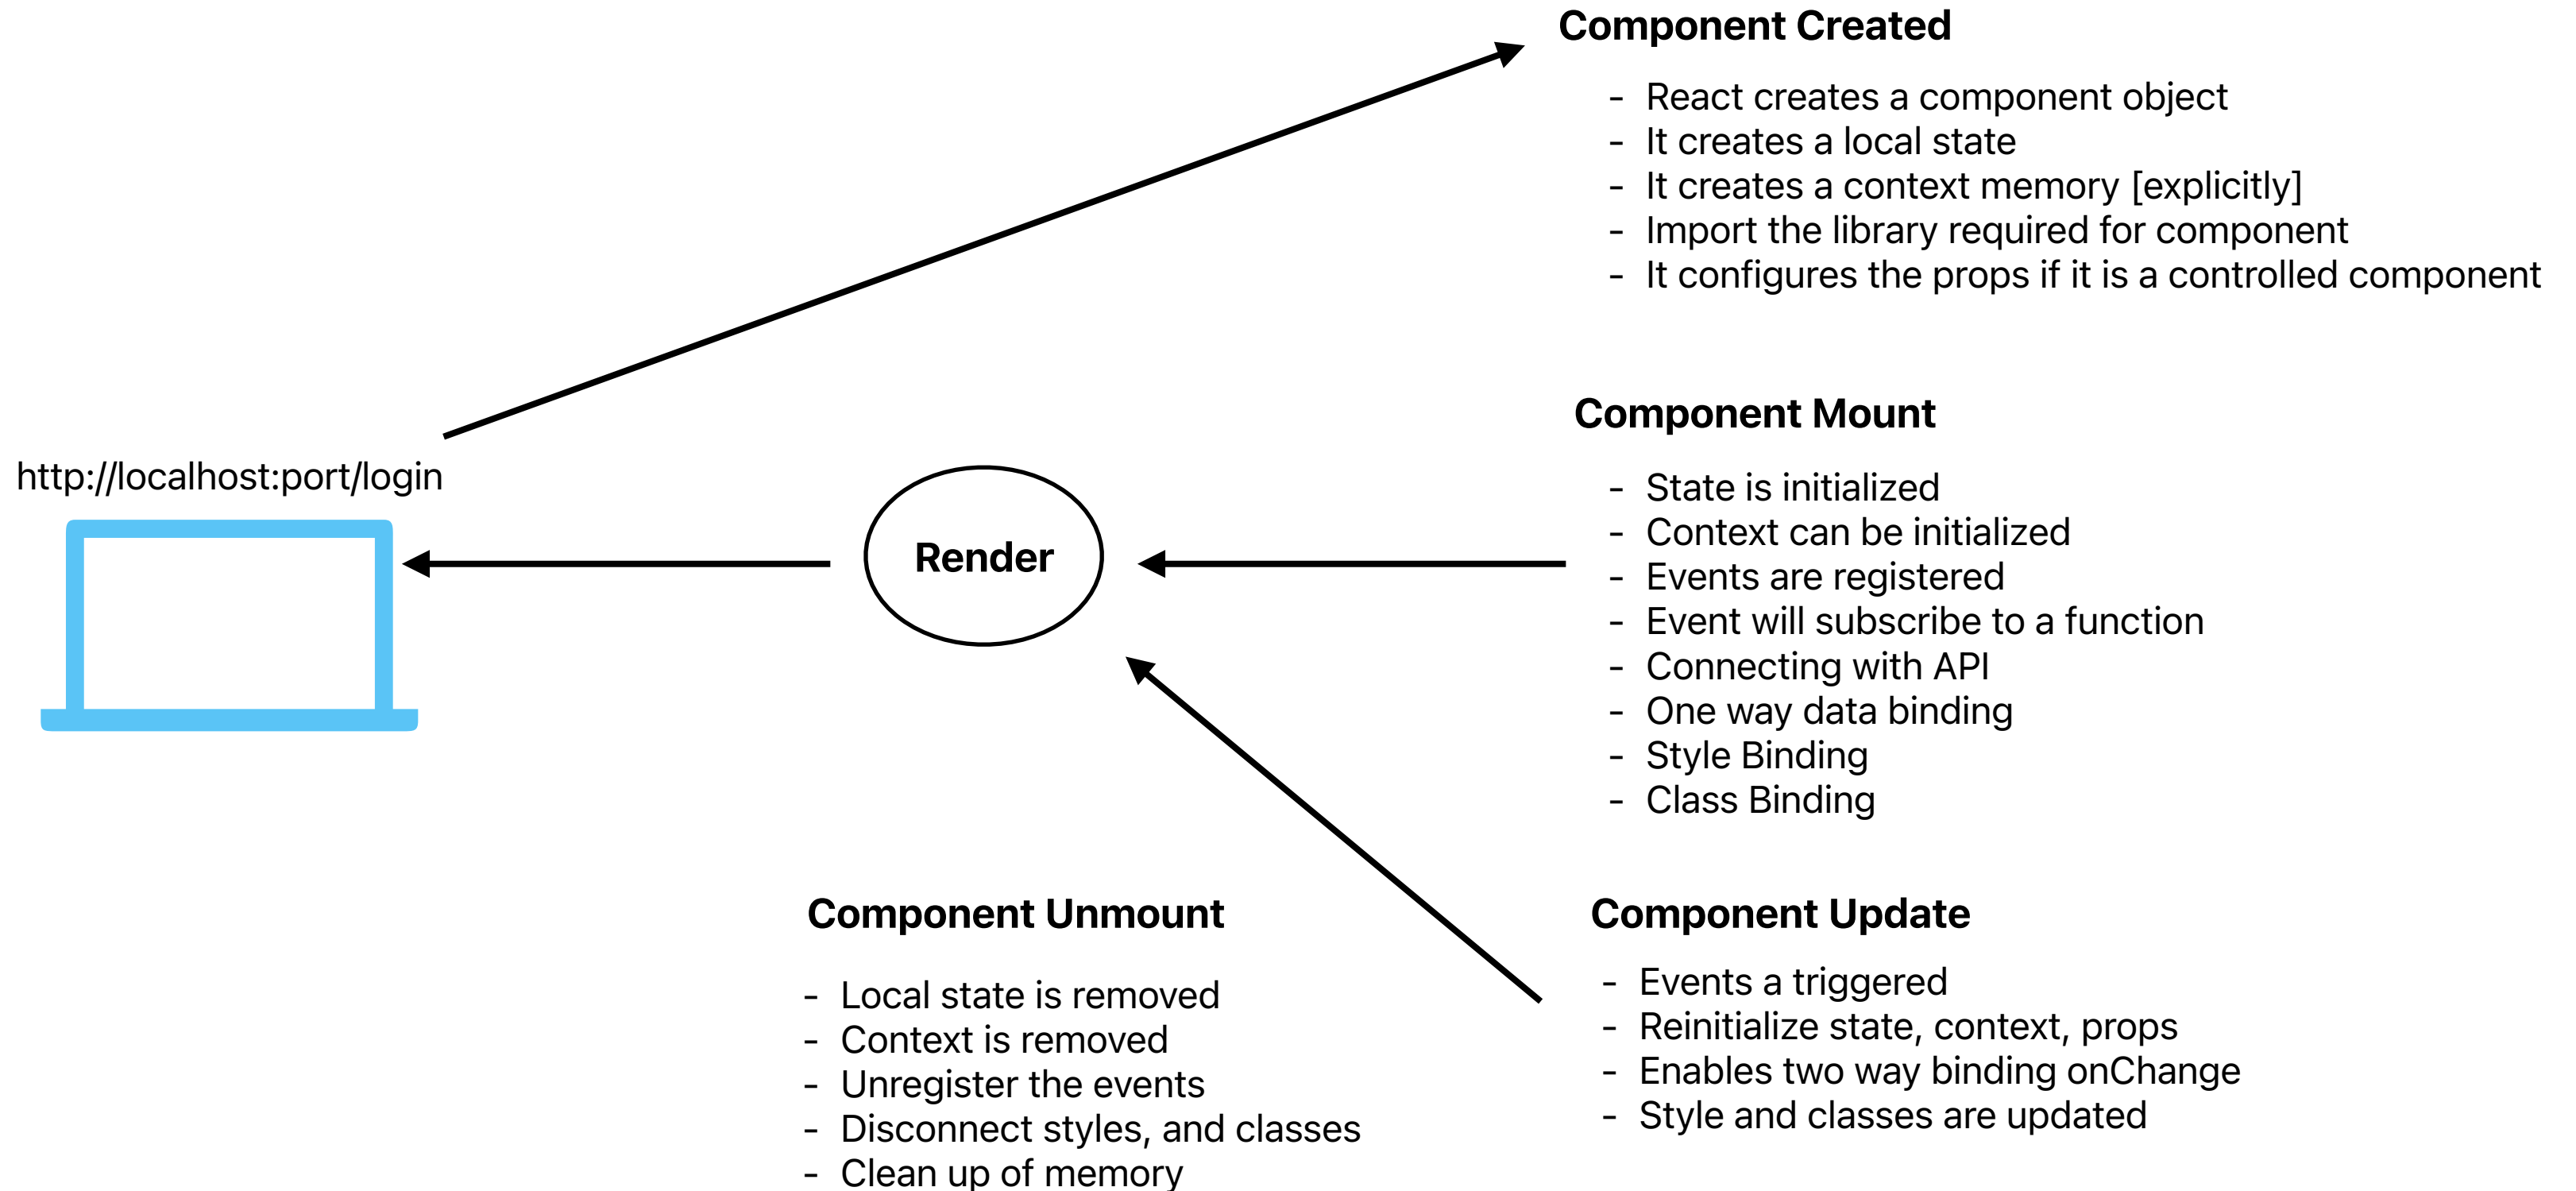 Component Created
- React creates a component object
- It creates a local state
- It creates a context memory [explicitly]
- Import the library required for component
- It configures the props if it is a controlled component
http://localhost:port/login
Render
Component Mount
- State is initialized
- Context can be initialized
- Events are registered
- Event will subscribe to a function
- Connecting with API
- One way data binding
- Style Binding
- Class Binding
Component Unmount
- Local state is removed
- Context is removed
- Unregister the events
- Disconnect styles, and classes
- Clean up of memory
Component Update
- Events a triggered
- Reinitialize state, context, props
- Enables two way binding onChange
- Style and classes are updated